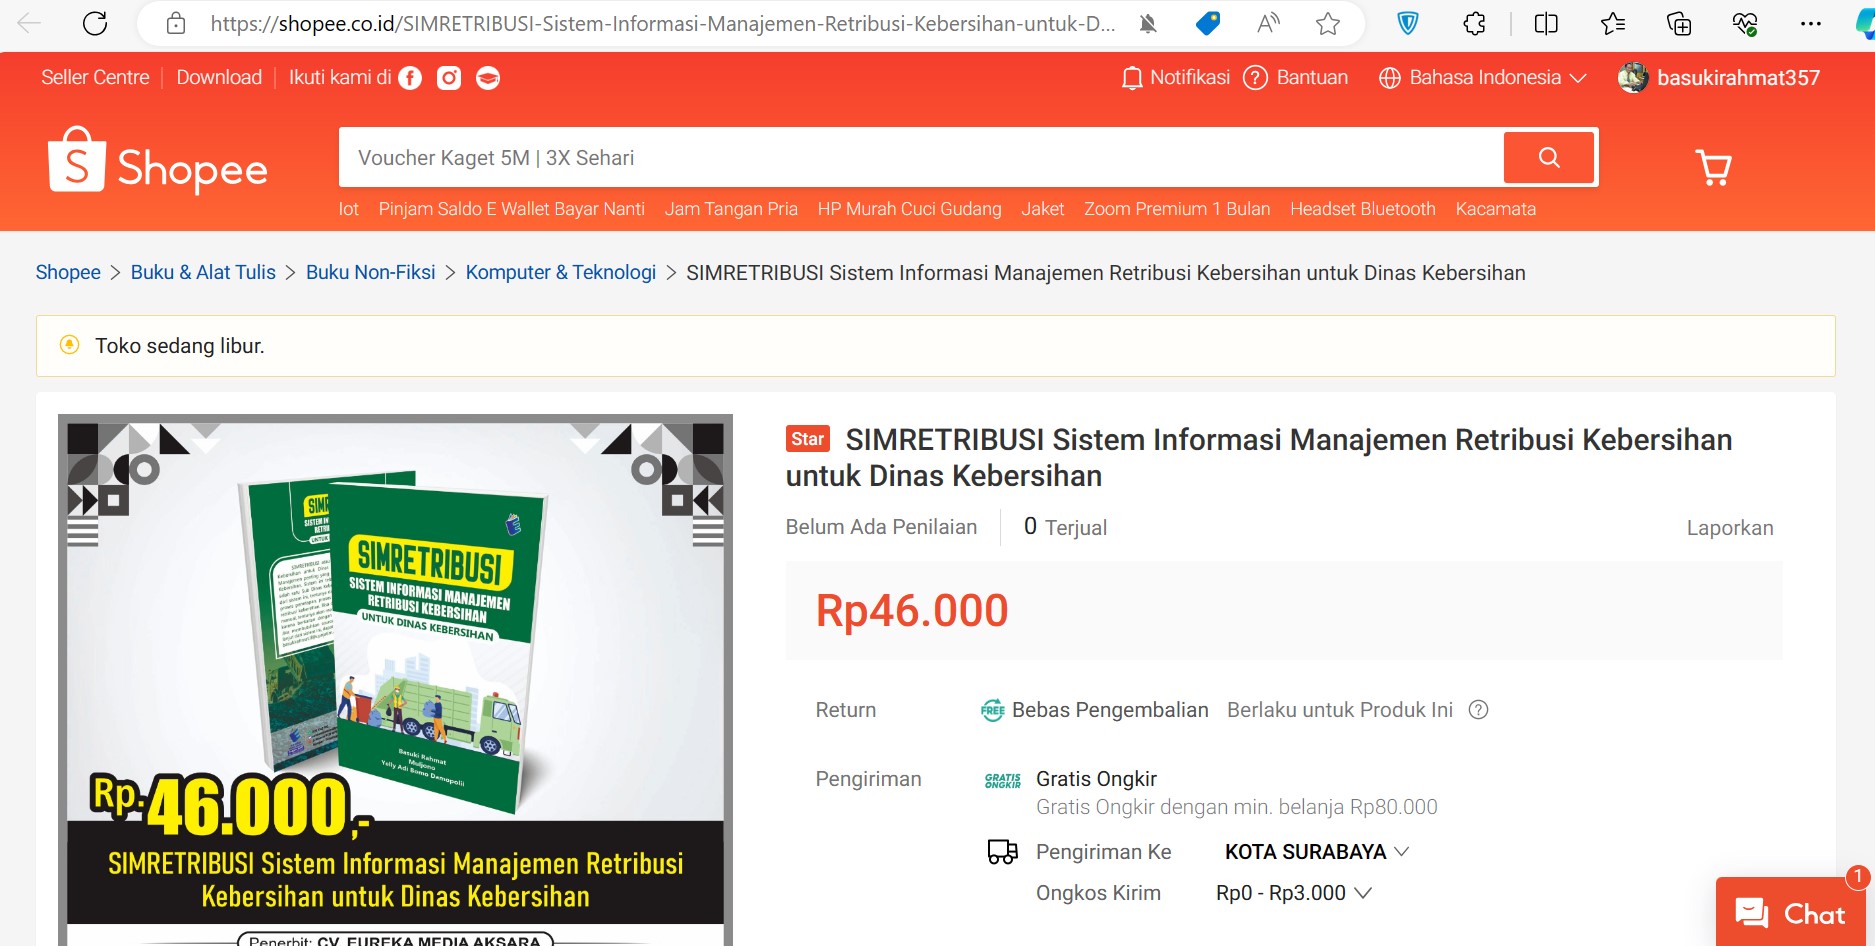 https://shopee.co.id/SIMRETRIBUSI-Sistem-Informasi-Manajemen-Retribusi-Kebersihan-untuk-D...
Seller Centre Download Ikuti kami di
Notifikasi Bantuan Bahasa Indonesia basukirahmat357
Shopee
Voucher Kaget 5M | 3X Sehari
Iot Pinjam Saldo E Wallet Bayar Nanti Jam Tangan Pria HP Murah Cuci Gudang Jaket Zoom Premium 1 Bulan Headset Bluetooth Kacamata
Shopee > Buku & Alat Tulis > Buku Non-Fiksi > Komputer & Teknologi > SIMRETRIBUSI Sistem Informasi Manajemen Retribusi Kebersihan untuk Dinas Kebersihan
Toko sedang libur.
SIMRETRIBUSI
SISTEM INFORMASI MANAJEMEN
RETRIBUSI KEBERSIHAN
UNTUK DINAS KEBERSIHAN
Basuki Rahmat
Muljono
Yelly Adi Bomo Damopolii
Rp.46.000,-
SIMRETRIBUSI Sistem Informasi Manajemen Retribusi
Kebersihan untuk Dinas Kebersihan
Penerbit: CV. EUREKA MEDIA AKSARA
Star SIMRETRIBUSI Sistem Informasi Manajemen Retribusi Kebersihan
untuk Dinas Kebersihan
Belum Ada Penilaian 0 Terjual Laporkan
Rp46.000
Return FREE Bebas Pengembalian Berlaku untuk Produk Ini
Pengiriman GRATIS ONGKIR Gratis Ongkir
Gratis Ongkir dengan min. belanja Rp80.000
Pengiriman Ke KOTA SURABAYA
Ongkos Kirim Rp0 - Rp3.000
1
Chat